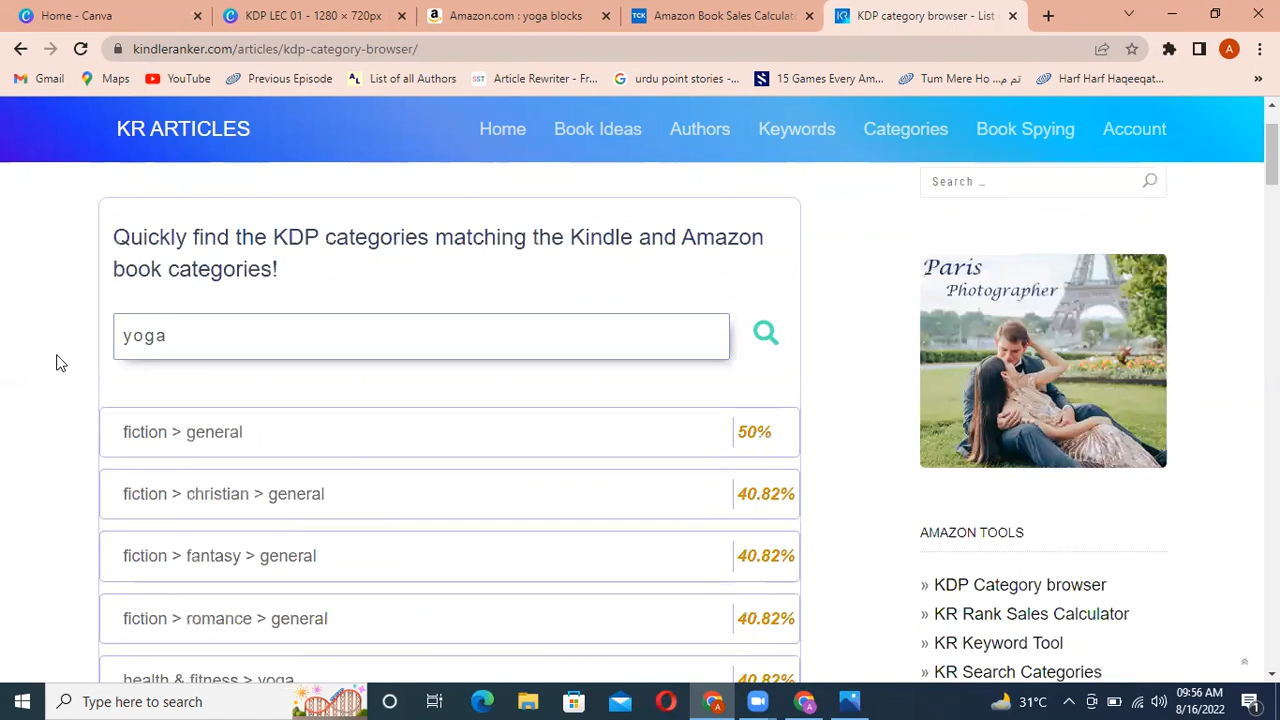 Home - Canva
KDP LEC 01 - 1280 × 720px
Amazon.com : yoga blocks
TCK
Amazon Book Sales Calculat
KR
KDP category browser - List
kindleranker.com/articles/kdp-category-browser/
A
Gmail
Maps
YouTube
Previous Episode
List of all Authors
SST
Article Rewriter - Fr...
urdu point stories -...
15 Games Every Am...
Tum Mere Ho ...تم م
Harf Harf Haqeeqat...
»
KR ARTICLES
Home
Book Ideas
Authors
Keywords
Categories
Book Spying
Account
Search ...
Quickly find the KDP categories matching the Kindle and Amazon
book categories!
yoga
fiction > general
50%
fiction > christian > general
40.82%
fiction > fantasy > general
40.82%
fiction > romance > general
40.82%
health & fitness > yoga
40.82%
Paris
Photographer
AMAZON TOOLS
» KDP Category browser
» KR Rank Sales Calculator
» KR Keyword Tool
» KR Search Categories
Type here to search
31°C
09:56 AM
8/16/2022
1